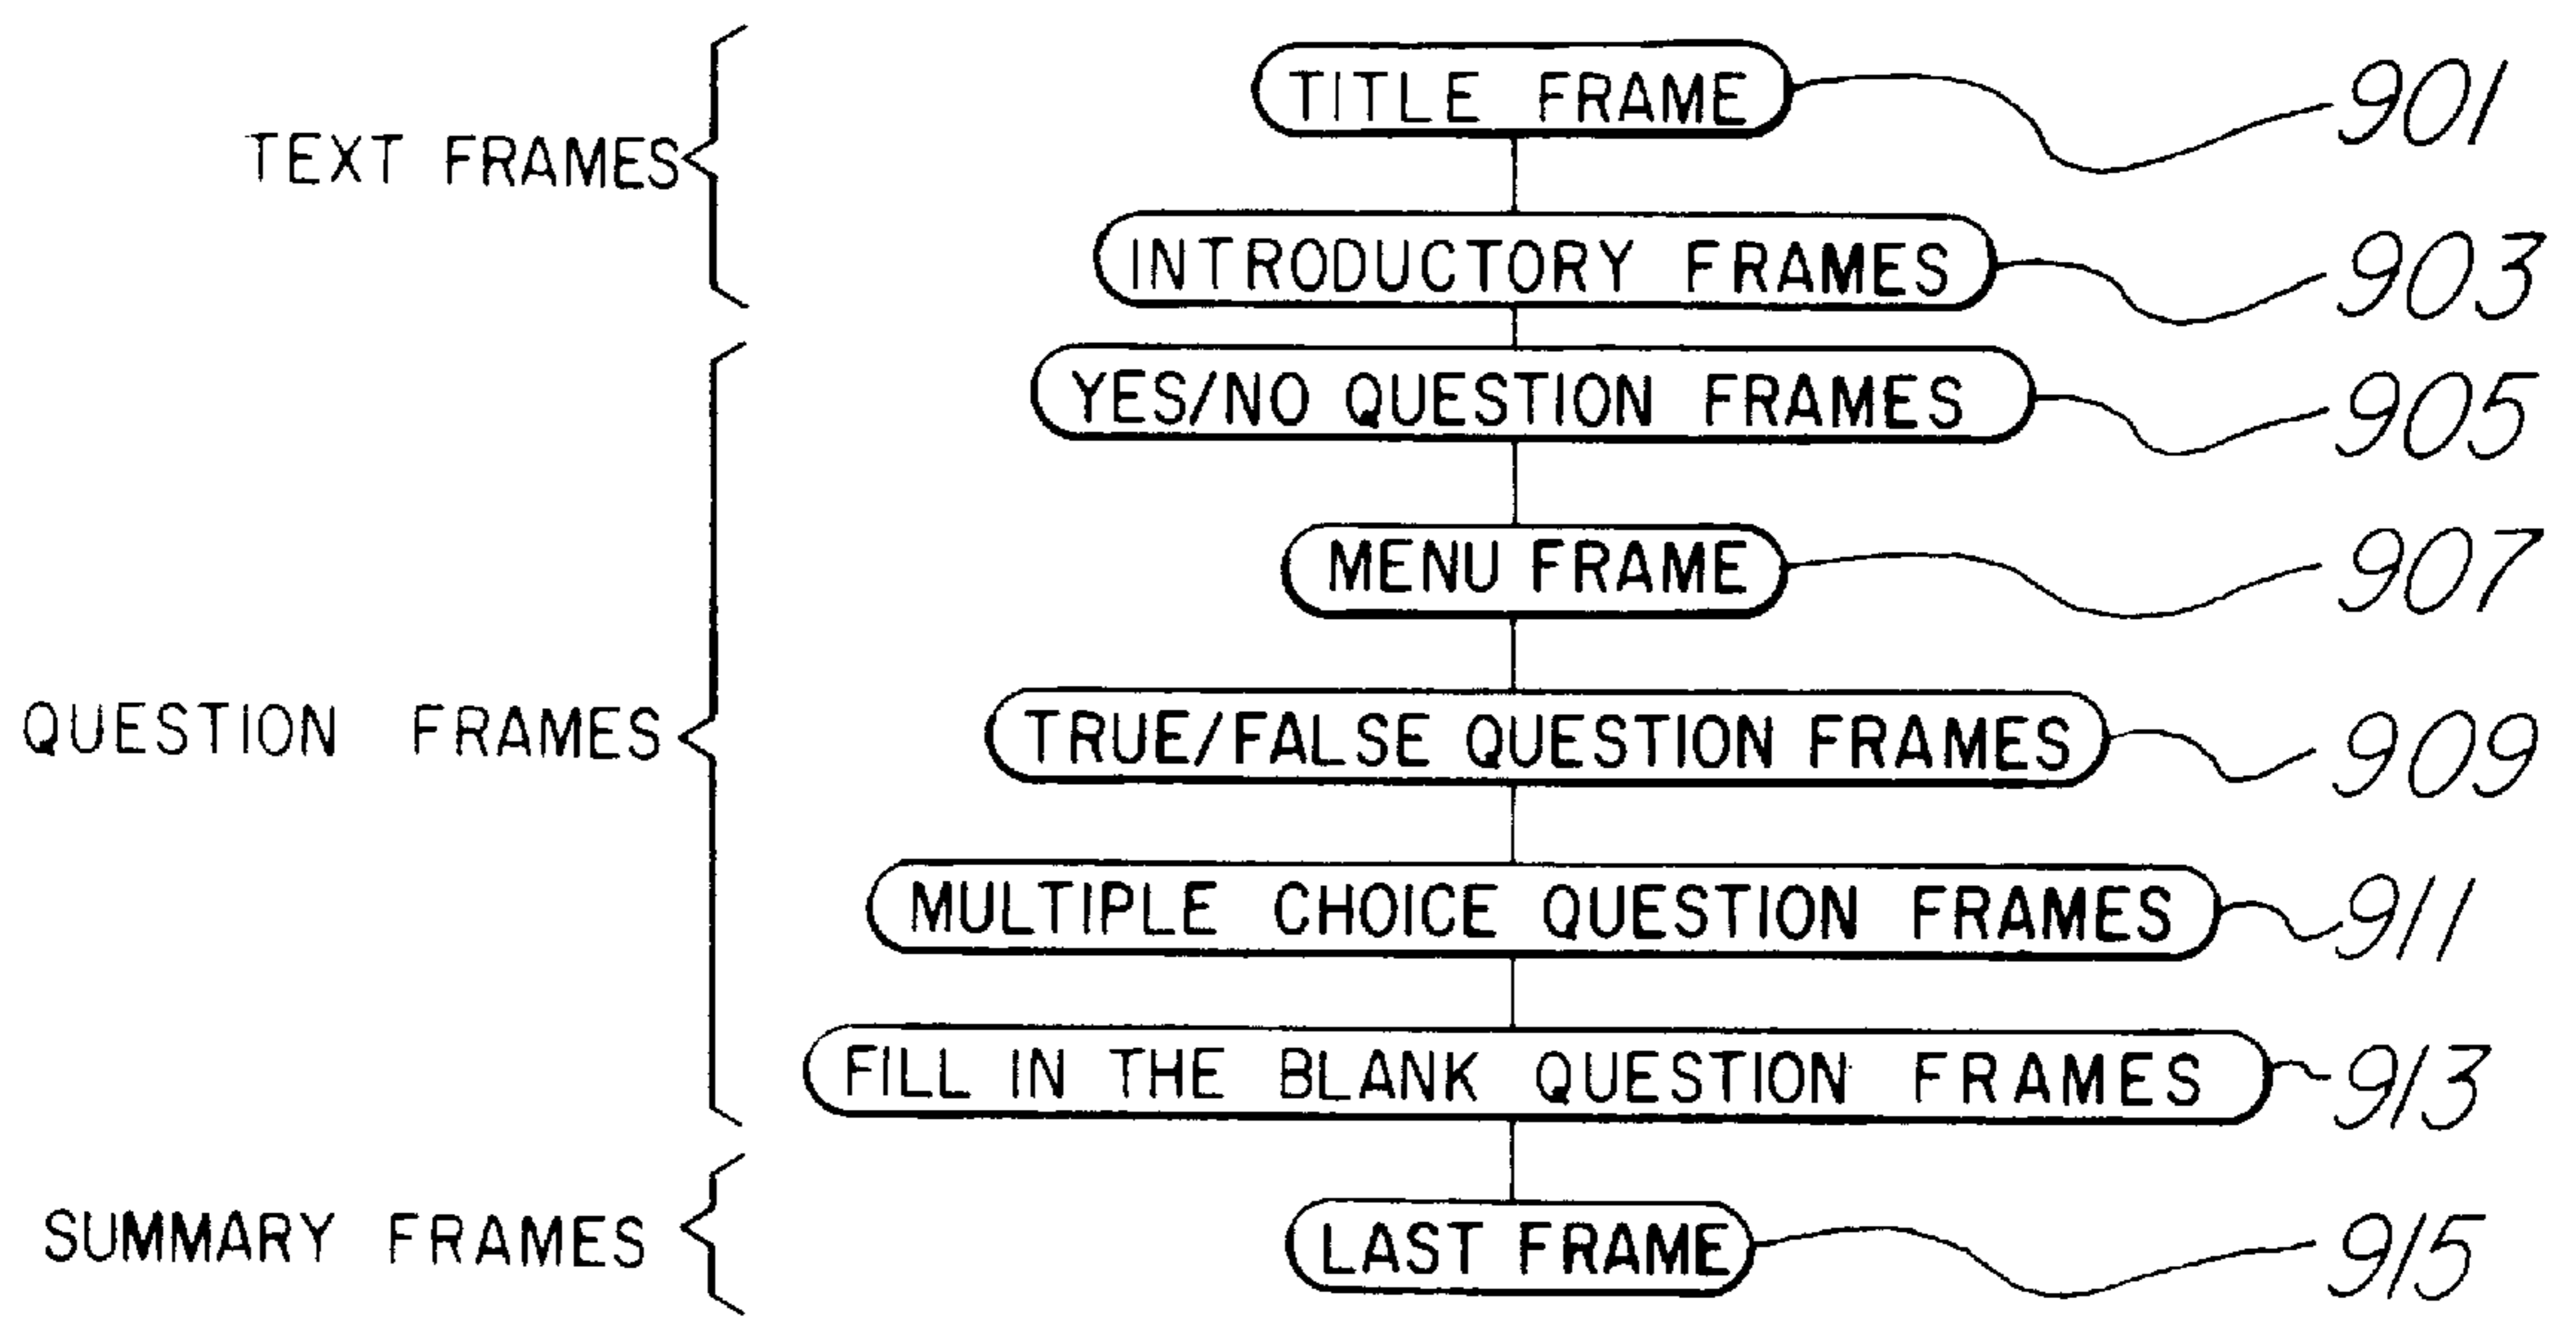 TITLE FRAME 901
TEXT FRAMES
INTRODUCTORY FRAMES 903
YES/NO QUESTION FRAMES 905
MENU FRAME 907
QUESTION FRAMES
TRUE/FALSE QUESTION FRAMES 909
MULTIPLE CHOICE QUESTION FRAMES 911
FILL IN THE BLANK QUESTION FRAMES 913
SUMMARY FRAMES
LAST FRAME 915